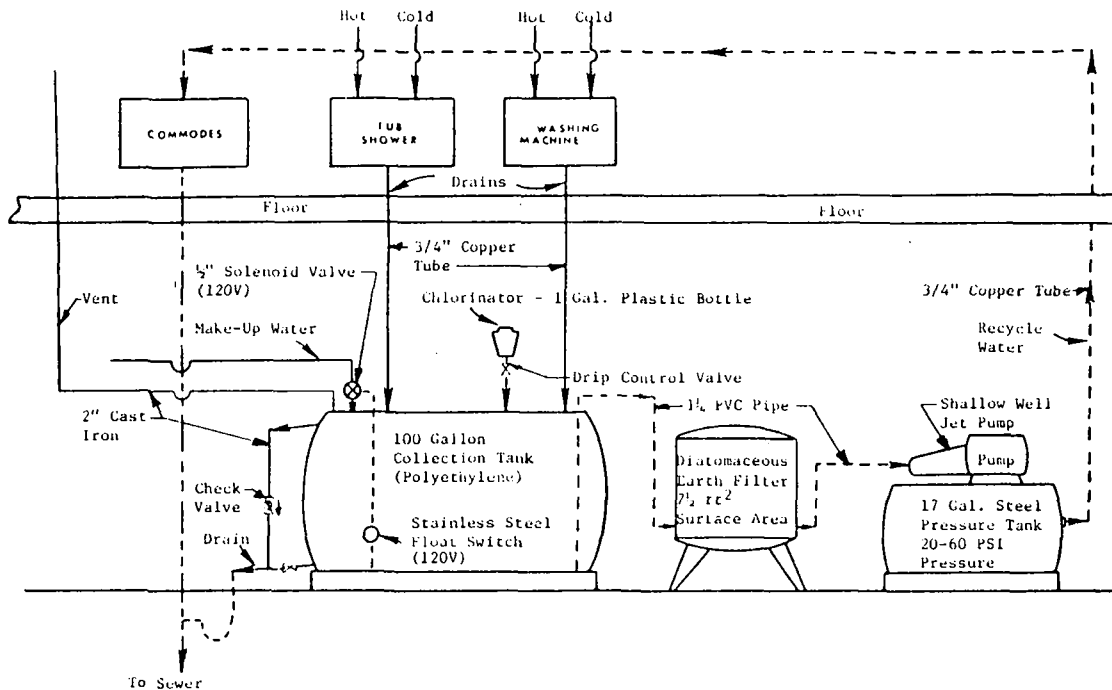 Hot Cold Hot Cold
COMMODES
TUB
SHOWER
WASHING
MACHINE
Drains
Floor
Floor
3/4" Copper
Tube
½" Solenoid Valve
(120V)
Chlorinator - 1 Gal. Plastic Bottle
3/4" Copper Tube
Vent
Make-Up Water
Recycle
Water
Drip Control Valve
1¼ PVC Pipe
Shallow Well
Jet Pump
2" Cast
Iron
100 Gallon
Collection Tank
(Polyethylene)
Diatomaceous
Earth Filter
7½ ft²
Surface Area
Pump
Check
Valve
Stainless Steel
Float Switch
(120V)
17 Gal. Steel
Pressure Tank
20-60 PSI
Pressure
Drain
To Sewer